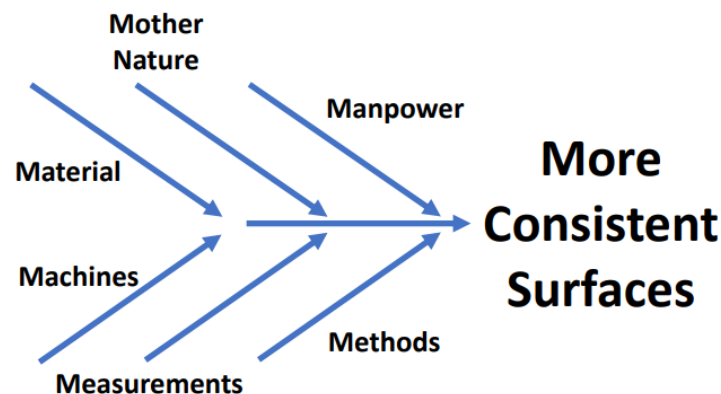 Mother
Nature
Manpower
Material
More
Consistent
Surfaces
Machines
Methods
Measurements